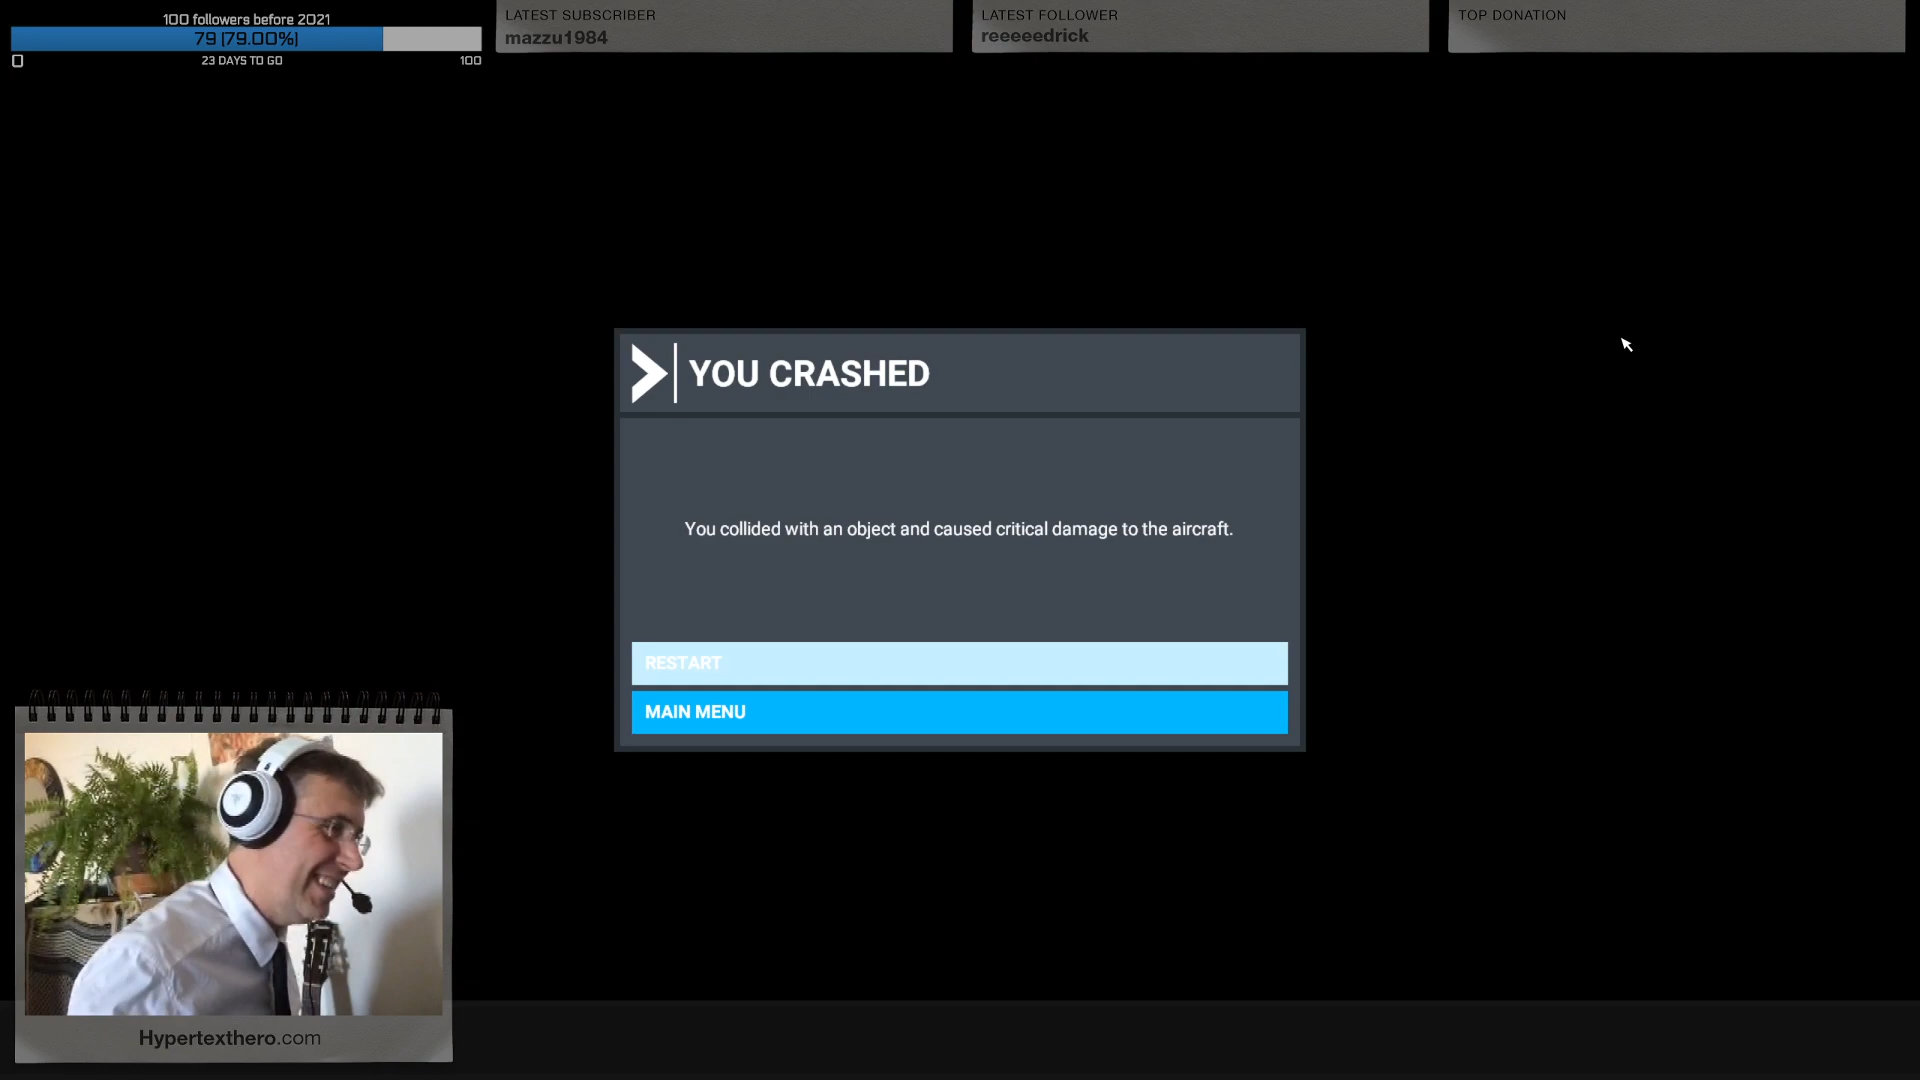 100 followers before 2021
79 (79.00%)
0
23 DAYS TO GO
100
LATEST SUBSCRIBER
mazzu1984
LATEST FOLLOWER
reeeeedrick
TOP DONATION
YOU CRASHED
You collided with an object and caused critical damage to the aircraft.
RESTART
MAIN MENU
Hypertexthero.com